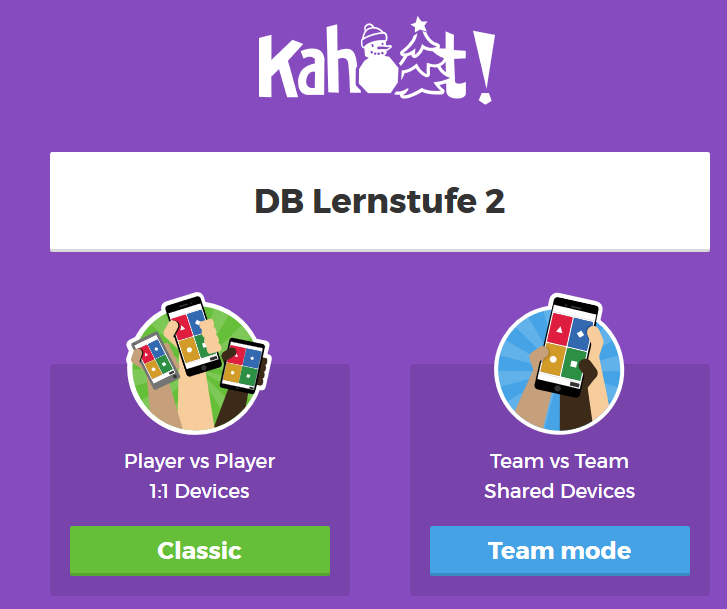 Kahoot!
DB Lernstufe 2
Player vs Player
1:1 Devices
Classic
Team vs Team
Shared Devices
Team mode